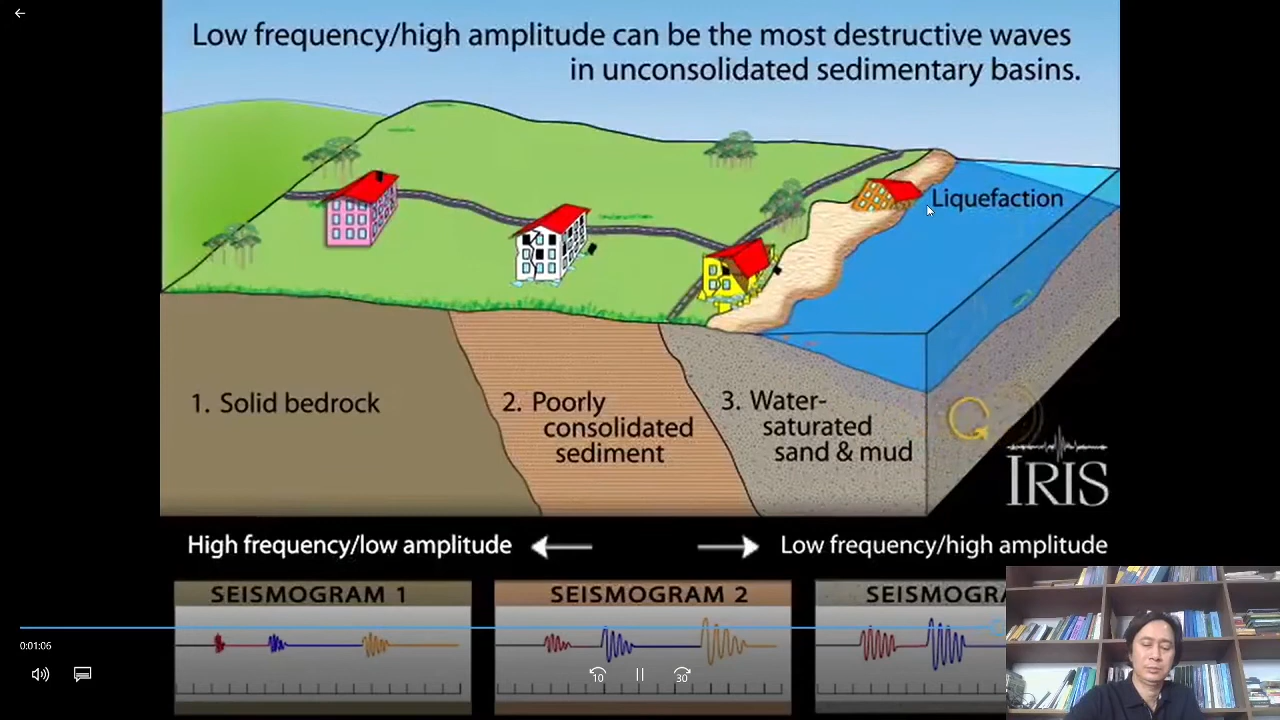 Low frequency/high amplitude can be the most destructive waves
in unconsolidated sedimentary basins.
Liquefaction
1. Solid bedrock
2. Poorly
consolidated
sediment
3. Water-
saturated
sand & mud
IRIS
High frequency/low amplitude
Low frequency/high amplitude
SEISMOGRAM 1
SEISMOGRAM 2
SEISMOGRA
0:01:06
10
30